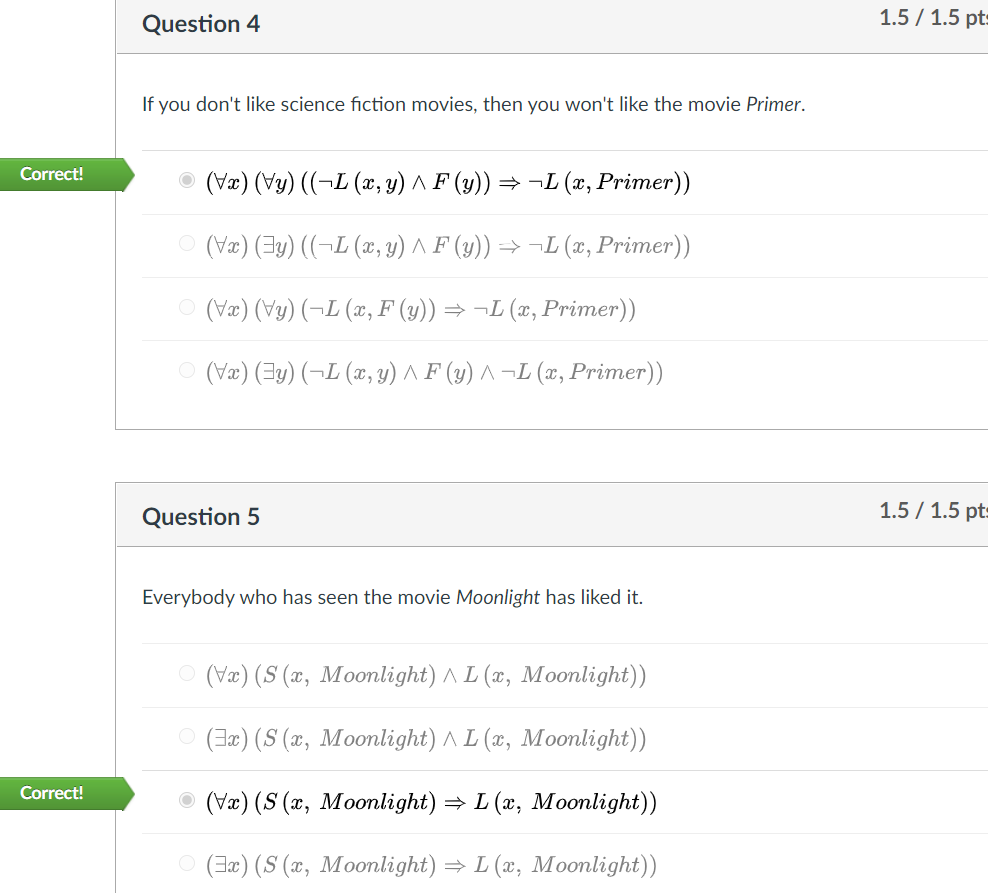 Question 4
1.5 / 1.5 pts
If you don't like science fiction movies, then you won't like the movie Primer.
Correct!
(∀x) (∀y) ((¬L (x, y) ∧ F (y)) ⇒ ¬L (x, Primer))
(∀x) (∃y) ((¬L (x, y) ∧ F (y)) ⇒ ¬L (x, Primer))
(∀x) (∀y) (¬L (x, F (y)) ⇒ ¬L (x, Primer))
(∀x) (∃y) (¬L (x, y) ∧ F (y) ∧ ¬L (x, Primer))
Question 5
1.5 / 1.5 pts
Everybody who has seen the movie Moonlight has liked it.
(∀x) (S (x, Moonlight) ∧ L (x, Moonlight))
(∃x) (S (x, Moonlight) ∧ L (x, Moonlight))
Correct!
(∀x) (S (x, Moonlight) ⇒ L (x, Moonlight))
(∃x) (S (x, Moonlight) ⇒ L (x, Moonlight))